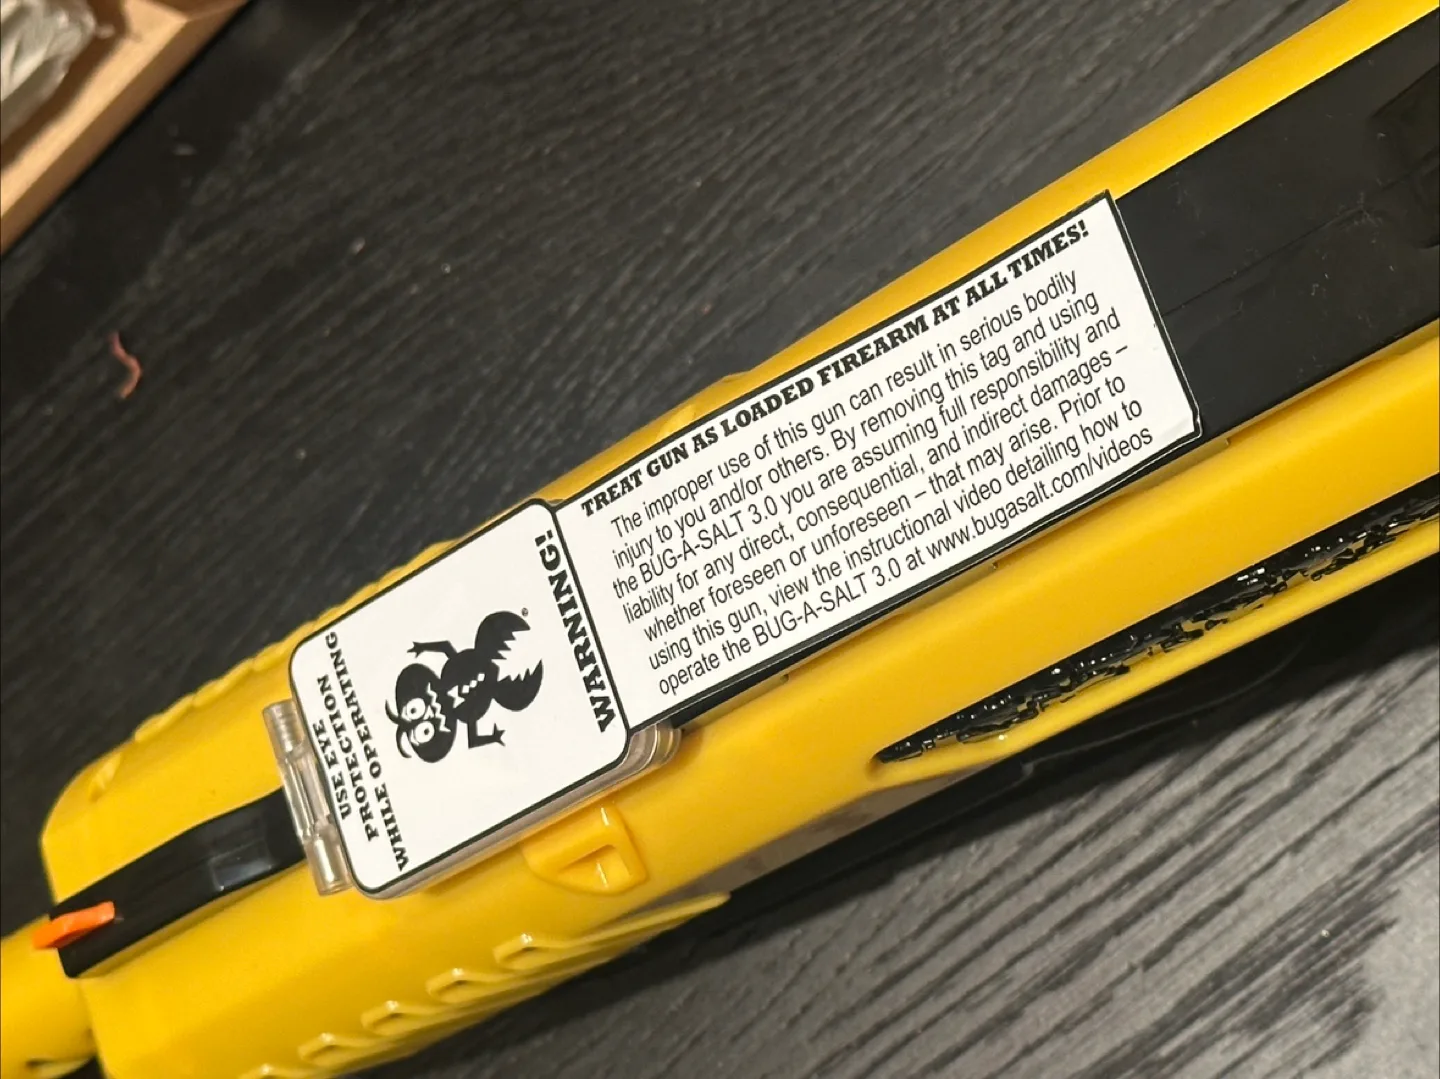 USE EYE
PROTECTION
WHILE OPERATING
®
WARNING!
TREAT GUN AS LOADED FIREARM AT ALL TIMES!
The improper use of this gun can result in serious bodily
injury to you and/or others. By removing this tag and using
the BUG-A-SALT 3.0 you are assuming full responsibility and
liability for any direct, consequential, and indirect damages –
whether foreseen or unforeseen – that may arise. Prior to
using this gun, view the instructional video detailing how to
operate the BUG-A-SALT 3.0 at www.bugasalt.com/videos